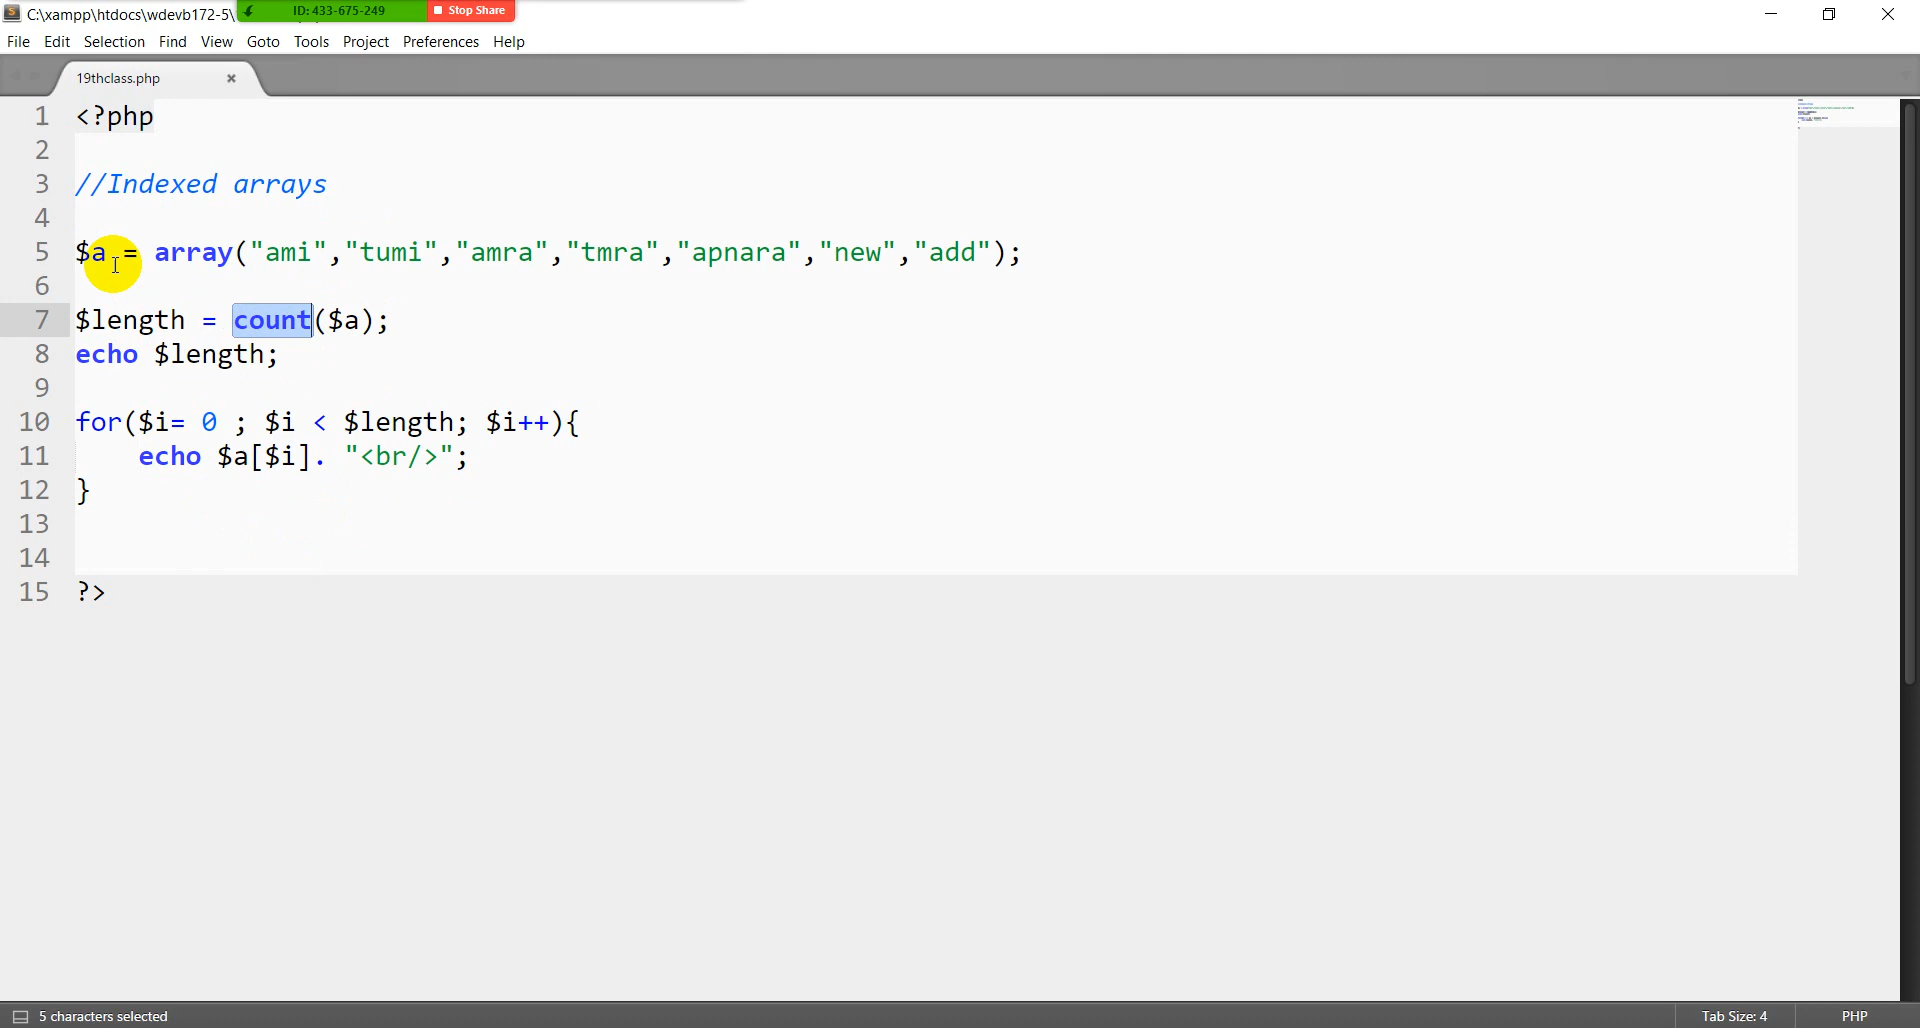 C:\xampp\htdocs\wdevb172-5\
ID: 433-675-249
Stop Share
File Edit Selection Find View Goto Tools Project Preferences Help
19thclass.php
1 <?php
2
3 //Indexed arrays
4
5 $a = array("ami","tumi","amra","tmra","apnara","new","add");
6
7 $length = count($a);
8 echo $length;
9
10 for($i= 0 ; $i < $length; $i++){
11 echo $a[$i]. "<br/>";
12 }
13
14
15 ?>
5 characters selected
Tab Size: 4
PHP